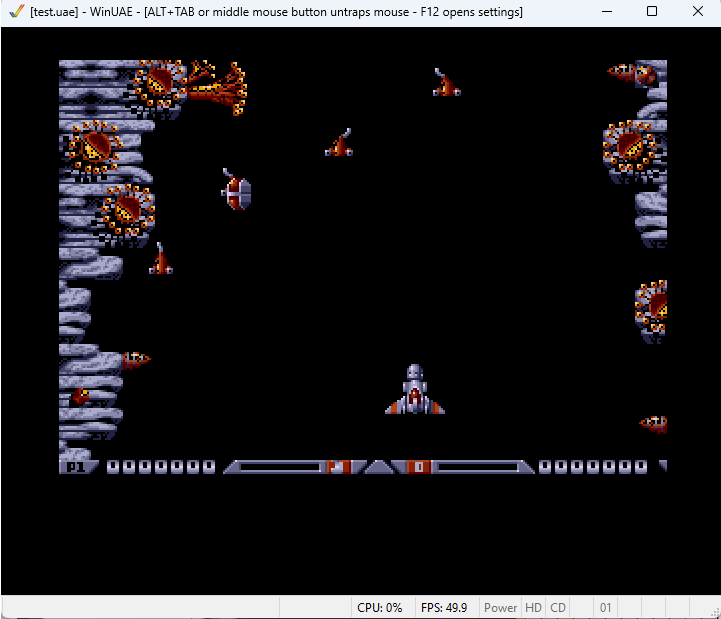 [test.uae] - WinUAE - [ALT+TAB or middle mouse button untraps mouse - F12 opens settings]
P1 0000000 0 0000000
CPU: 0% FPS: 49.9 Power HD CD 01